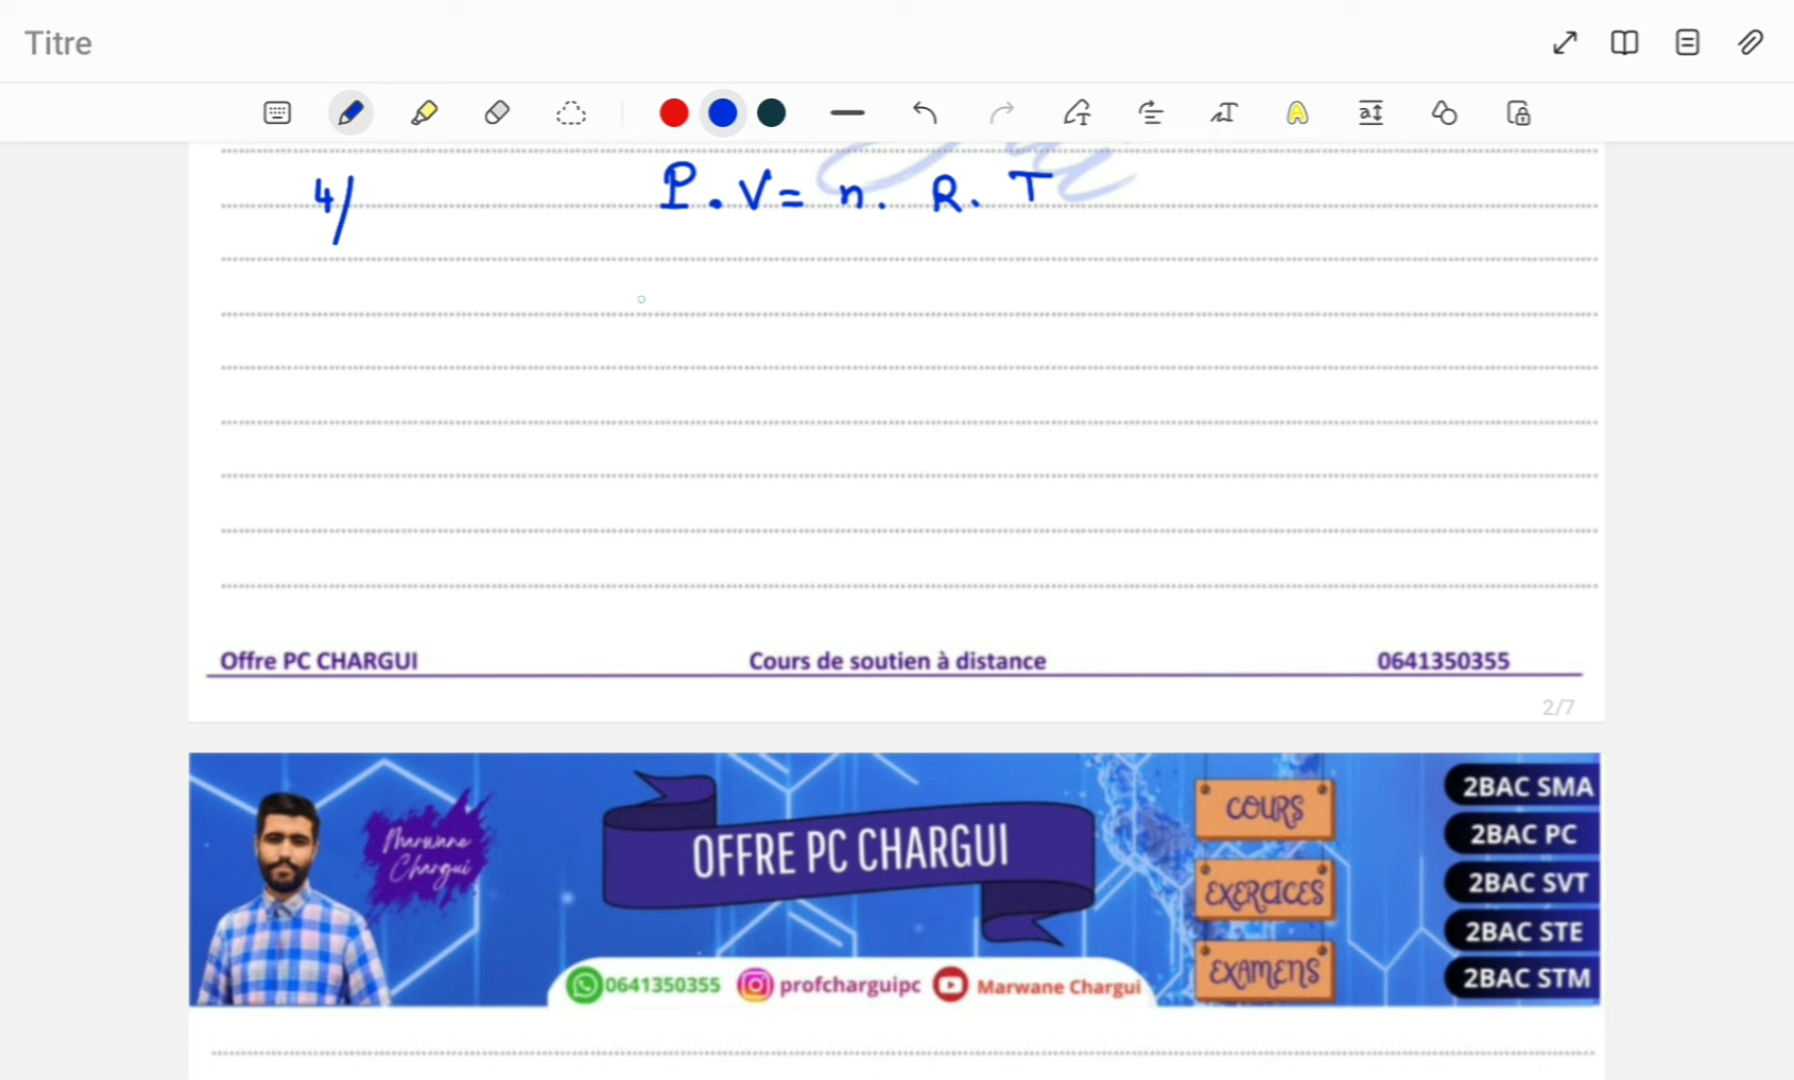 Titre
4/ P . V = n . R . T
Offre PC CHARGUI Cours de soutien à distance 0641350355
2/7
Marwane
Chargui
OFFRE PC CHARGUI
COURS
EXERCICES
EXAMENS
2BAC SMA
2BAC PC
2BAC SVT
2BAC STE
2BAC STM
0641350355 profcharguipc Marwane Chargui